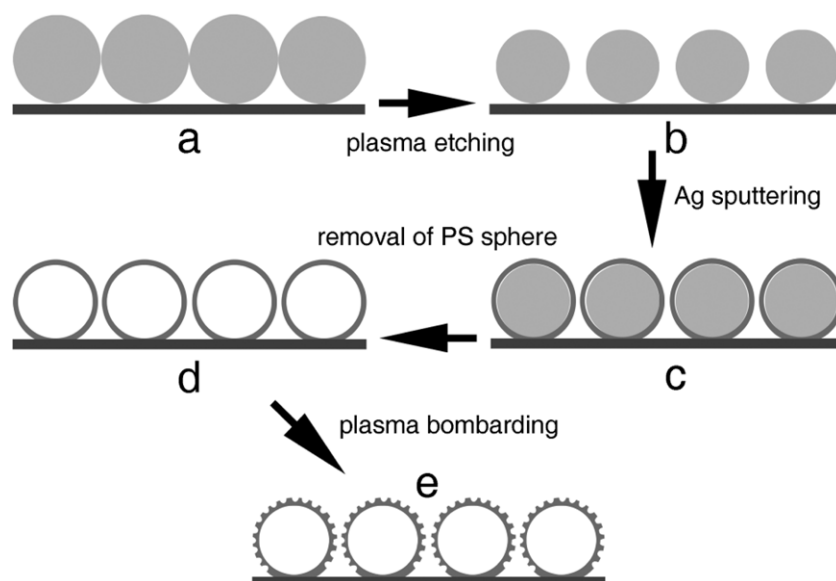 a
plasma etching
b
Ag sputtering
c
removal of PS sphere
d
plasma bombarding
e